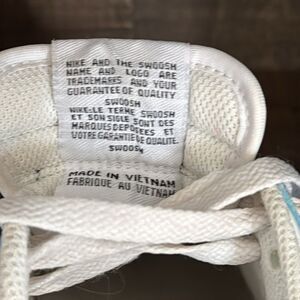 NIKE AND THE SWOOSH
NAME AND LOGO ARE
TRADEMARKS AND YOUR
GUARANTEE OF QUALITY
SWOOSH
NIKE:LE TERME SWOOSH
ET SON SIGLE SONT DES
MARQUES DEPOSEES ET
VOTRE GARANTIE DE QUALITE.
SWOOSH
MADE IN VIETNAM
FABRIQUE AU VIETNAM